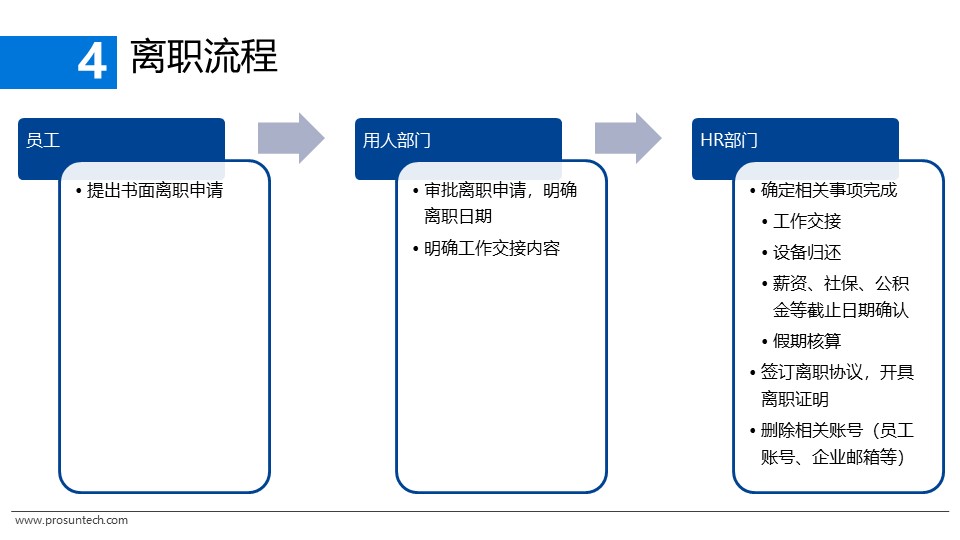 4 离职流程
员工
• 提出书面离职申请
用人部门
• 审批离职申请，明确
离职日期
• 明确工作交接内容
HR部门
• 确定相关事项完成
• 工作交接
• 设备归还
• 薪资、社保、公积
金等截止日期确认
• 假期核算
• 签订离职协议，开具
离职证明
• 删除相关账号（员工
账号、企业邮箱等）
www.prosuntech.com